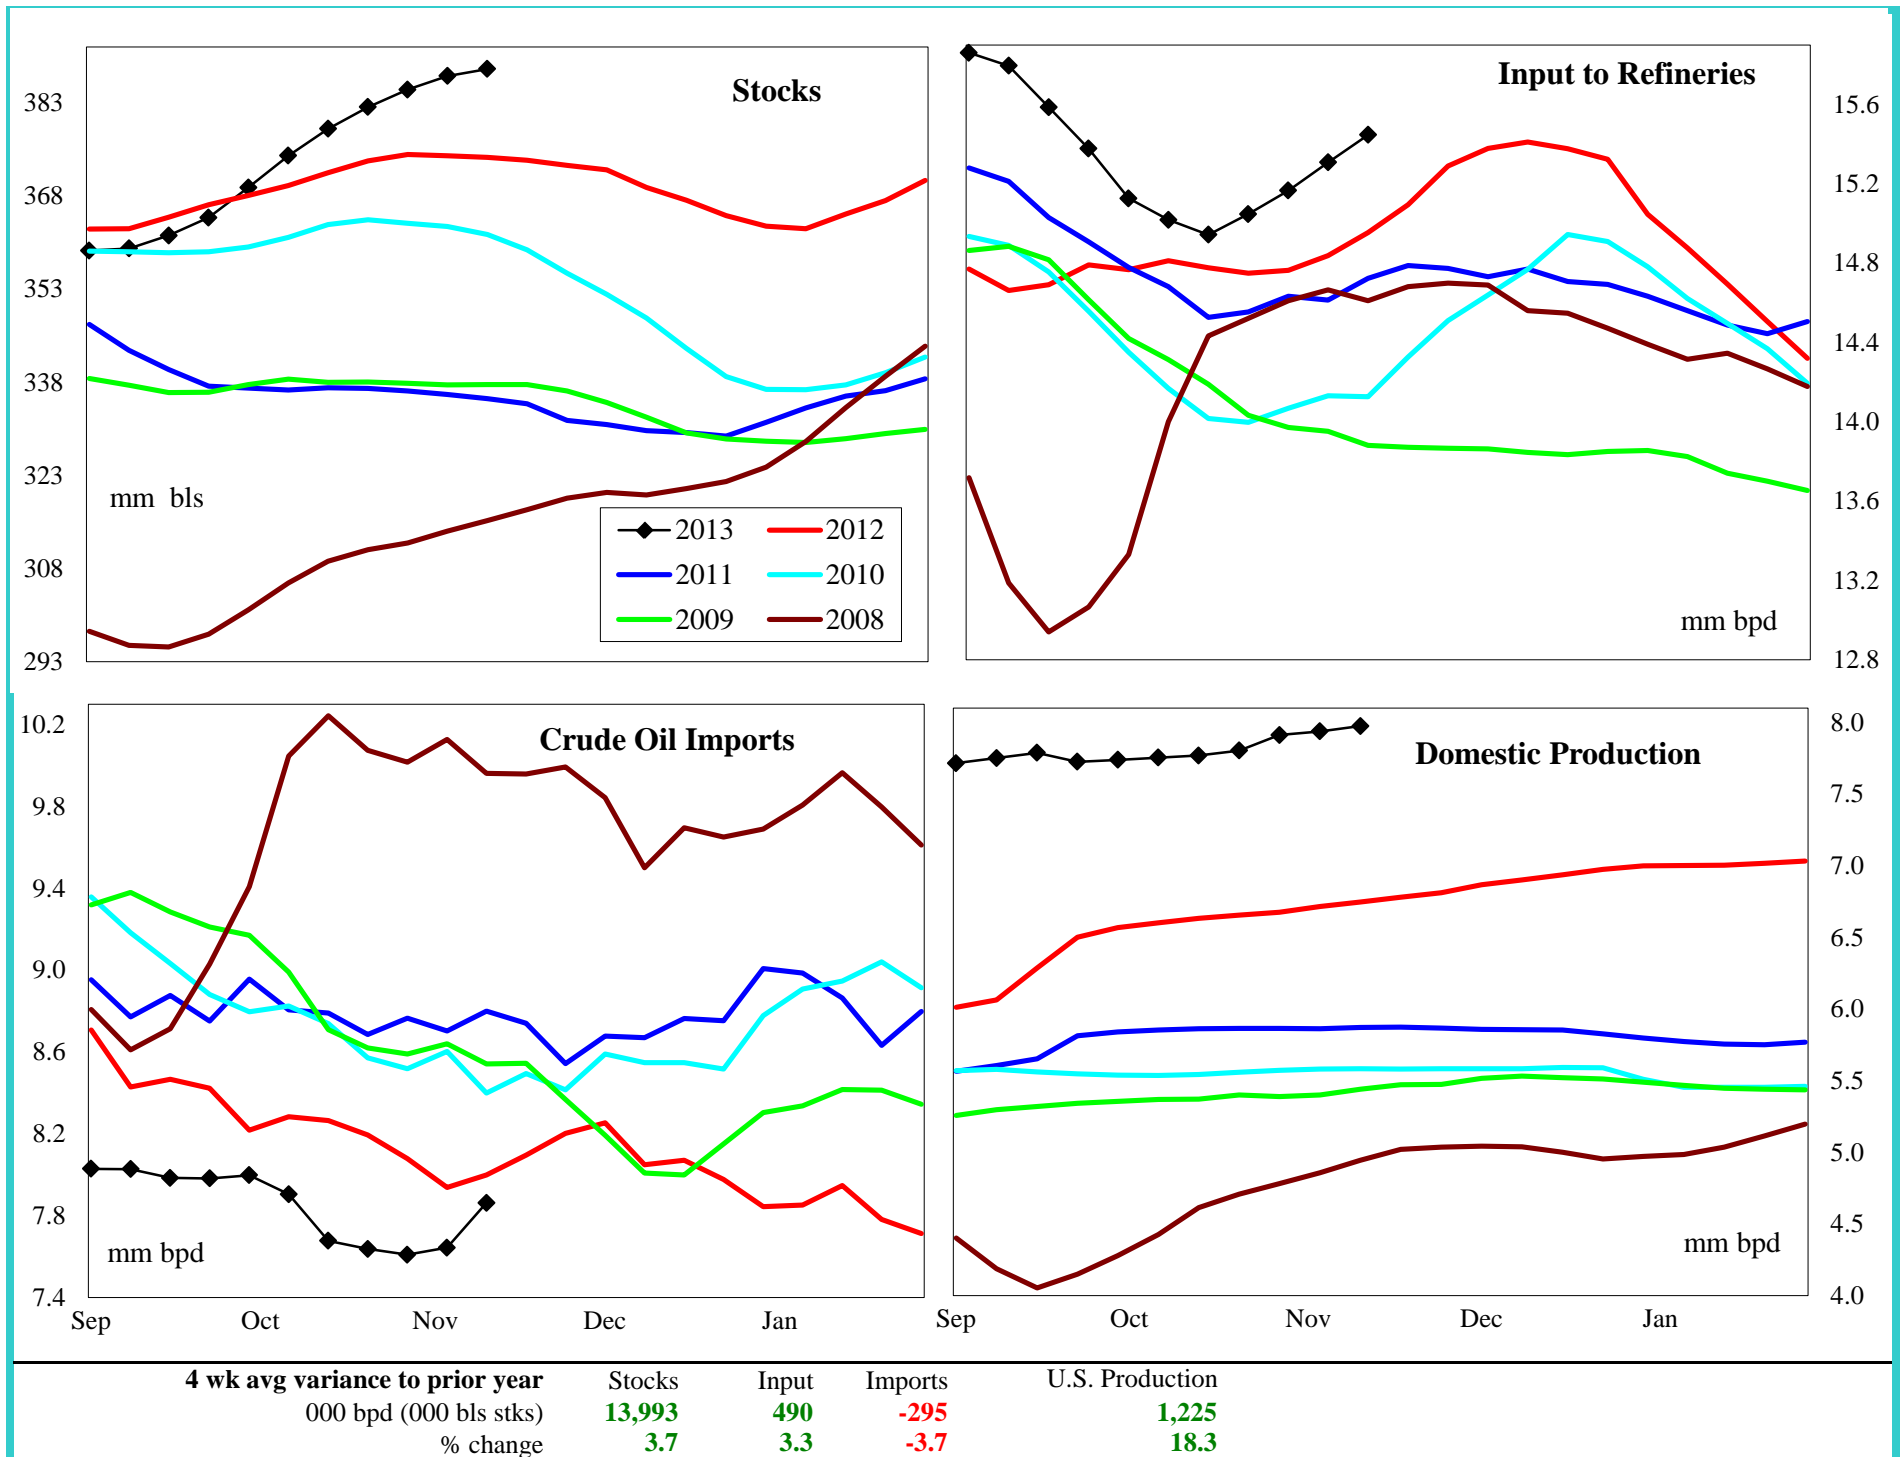 Stocks
383
368
353
338
323
308
293
mm bls
2013 2012
2011 2010
2009 2008
Input to Refineries
15.6
15.2
14.8
14.4
14.0
13.6
13.2
12.8
mm bpd
Crude Oil Imports
10.2
9.8
9.4
9.0
8.6
8.2
7.8
7.4
mm bpd
Sep Oct Nov Dec Jan
Domestic Production
8.0
7.5
7.0
6.5
6.0
5.5
5.0
4.5
4.0
mm bpd
Sep Oct Nov Dec Jan
4 wk avg variance to prior year Stocks Input Imports U.S. Production
000 bpd (000 bls stks) 13,993 490 -295 1,225
% change 3.7 3.3 -3.7 18.3